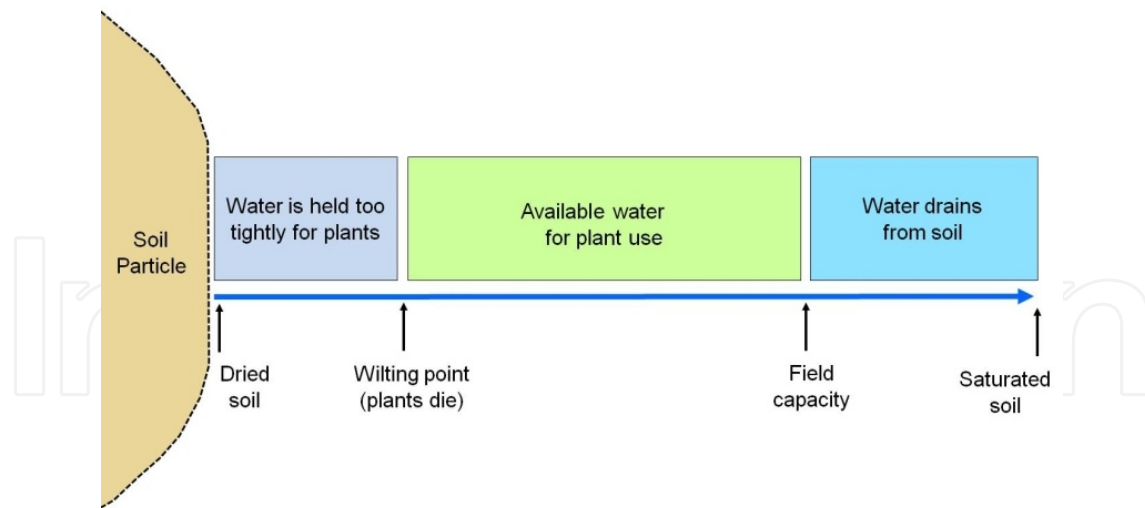 Soil
Particle
Water is held too
tightly for plants
Available water
for plant use
Water drains
from soil
Dried
soil
Wilting point
(plants die)
Field
capacity
Saturated
soil